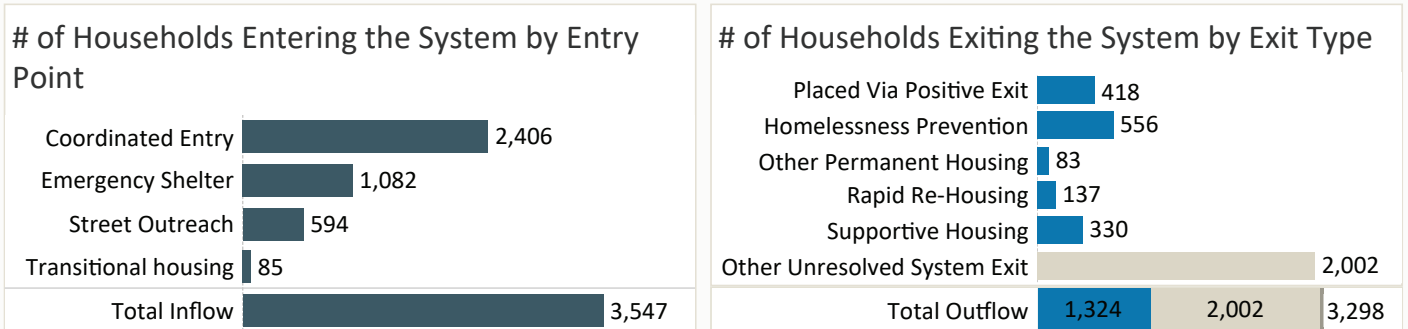 # of Households Entering the System by Entry
Point
Coordinated Entry 2,406
Emergency Shelter 1,082
Street Outreach 594
Transitional housing 85
Total Inflow 3,547
# of Households Exiting the System by Exit Type
Placed Via Positive Exit 418
Homelessness Prevention 556
Other Permanent Housing 83
Rapid Re-Housing 137
Supportive Housing 330
Other Unresolved System Exit 2,002
Total Outflow 1,324 2,002 3,298